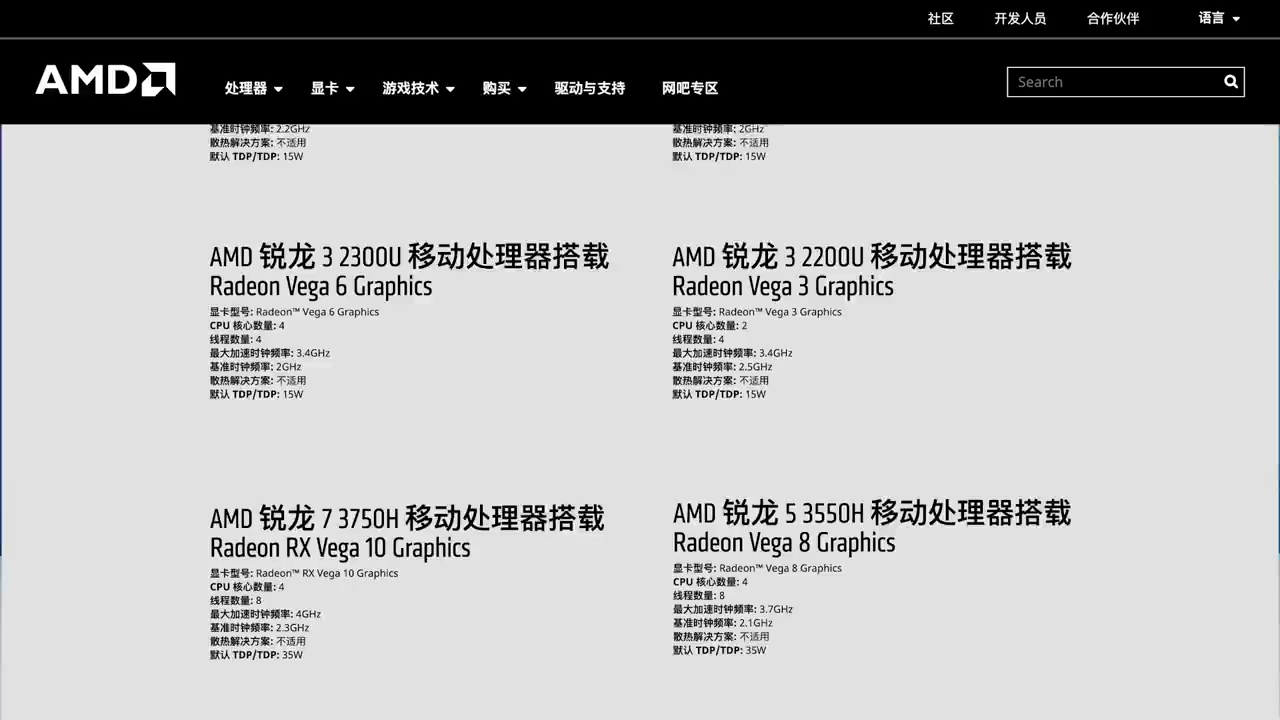 社区 开发人员 合作伙伴 语言
AMD 处理器 显卡 游戏技术 购买 驱动与支持 网吧专区 Search
基准时钟频率: 2.2GHz
散热解决方案: 不适用
默认 TDP/TDP: 15W
基准时钟频率: 2GHz
散热解决方案: 不适用
默认 TDP/TDP: 15W
AMD 锐龙 3 2300U 移动处理器搭载
Radeon Vega 6 Graphics
显卡型号: Radeon™ Vega 6 Graphics
CPU 核心数量: 4
线程数量: 4
最大加速时钟频率: 3.4GHz
基准时钟频率: 2GHz
散热解决方案: 不适用
默认 TDP/TDP: 15W
AMD 锐龙 3 2200U 移动处理器搭载
Radeon Vega 3 Graphics
显卡型号: Radeon™ Vega 3 Graphics
CPU 核心数量: 2
线程数量: 4
最大加速时钟频率: 3.4GHz
基准时钟频率: 2.5GHz
散热解决方案: 不适用
默认 TDP/TDP: 15W
AMD 锐龙 7 3750H 移动处理器搭载
Radeon RX Vega 10 Graphics
显卡型号: Radeon™ RX Vega 10 Graphics
CPU 核心数量: 4
线程数量: 8
最大加速时钟频率: 4GHz
基准时钟频率: 2.3GHz
散热解决方案: 不适用
默认 TDP/TDP: 35W
AMD 锐龙 5 3550H 移动处理器搭载
Radeon Vega 8 Graphics
显卡型号: Radeon™ Vega 8 Graphics
CPU 核心数量: 4
线程数量: 8
最大加速时钟频率: 3.7GHz
基准时钟频率: 2.1GHz
散热解决方案: 不适用
默认 TDP/TDP: 35W